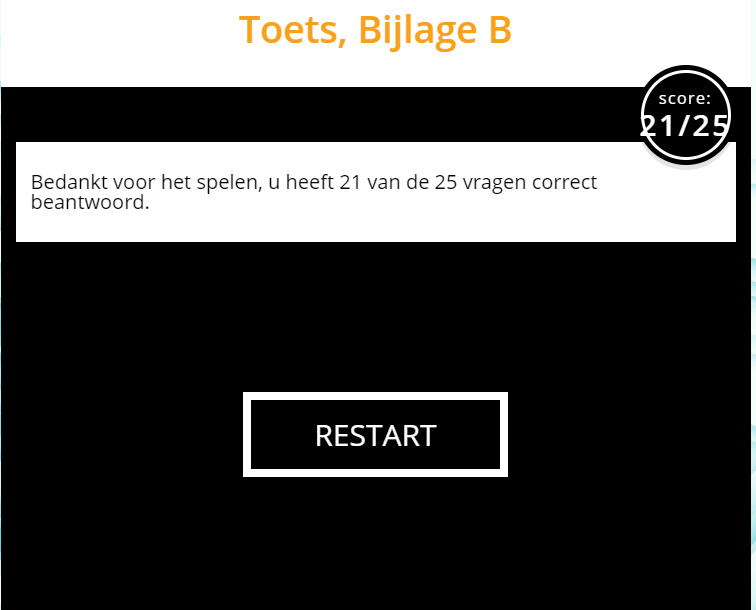 Toets, Bijlage B
score:
21/25
Bedankt voor het spelen, u heeft 21 van de 25 vragen correct
beantwoord.
RESTART